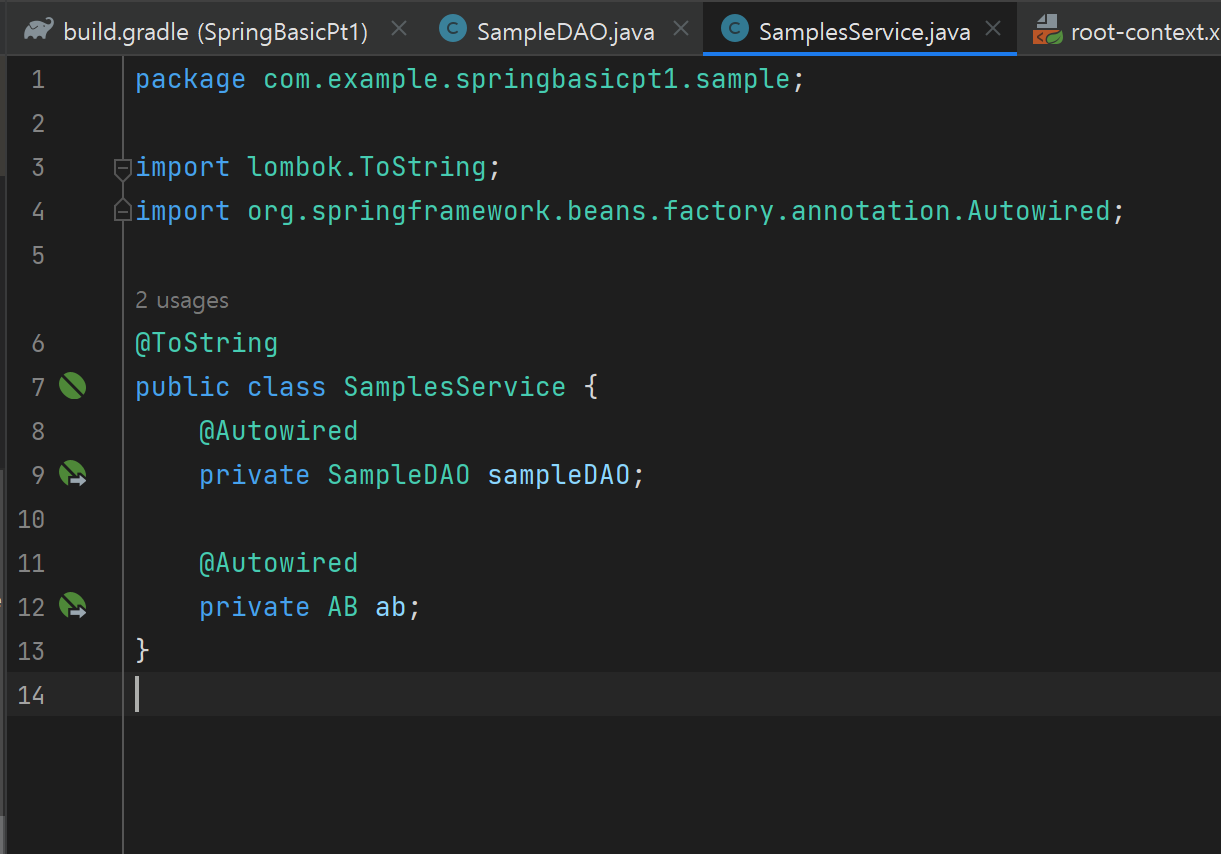 build.gradle (SpringBasicPt1) SampleDAO.java SamplesService.java root-context.x
1 package com.example.springbasicpt1.sample;
2
3 import lombok.ToString;
4 import org.springframework.beans.factory.annotation.Autowired;
5
2 usages
6 @ToString
7 public class SamplesService {
8 @Autowired
9 private SampleDAO sampleDAO;
10
11 @Autowired
12 private AB ab;
13 }
14